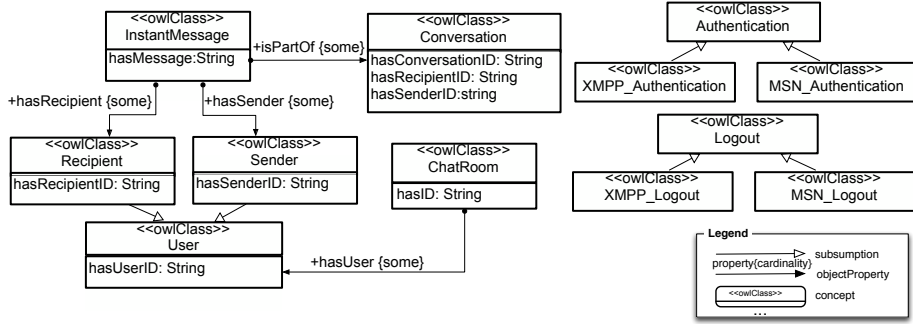 <<owlClass>>
InstantMessage
hasMessage:String
+isPartOf {some}
<<owlClass>>
Conversation
hasConversationID: String
hasRecipientID: String
hasSenderID:string
+hasRecipient {some}
+hasSender {some}
<<owlClass>>
Recipient
hasRecipientID: String
<<owlClass>>
Sender
hasSenderID: String
<<owlClass>>
ChatRoom
hasID: String
<<owlClass>>
User
hasUserID: String
+hasUser {some}
<<owlClass>>
Authentication
<<owlClass>>
XMPP_Authentication
<<owlClass>>
MSN_Authentication
<<owlClass>>
Logout
<<owlClass>>
XMPP_Logout
<<owlClass>>
MSN_Logout
Legend
subsumption
property{cardinality}
objectProperty
<<owlClass>>
concept
...